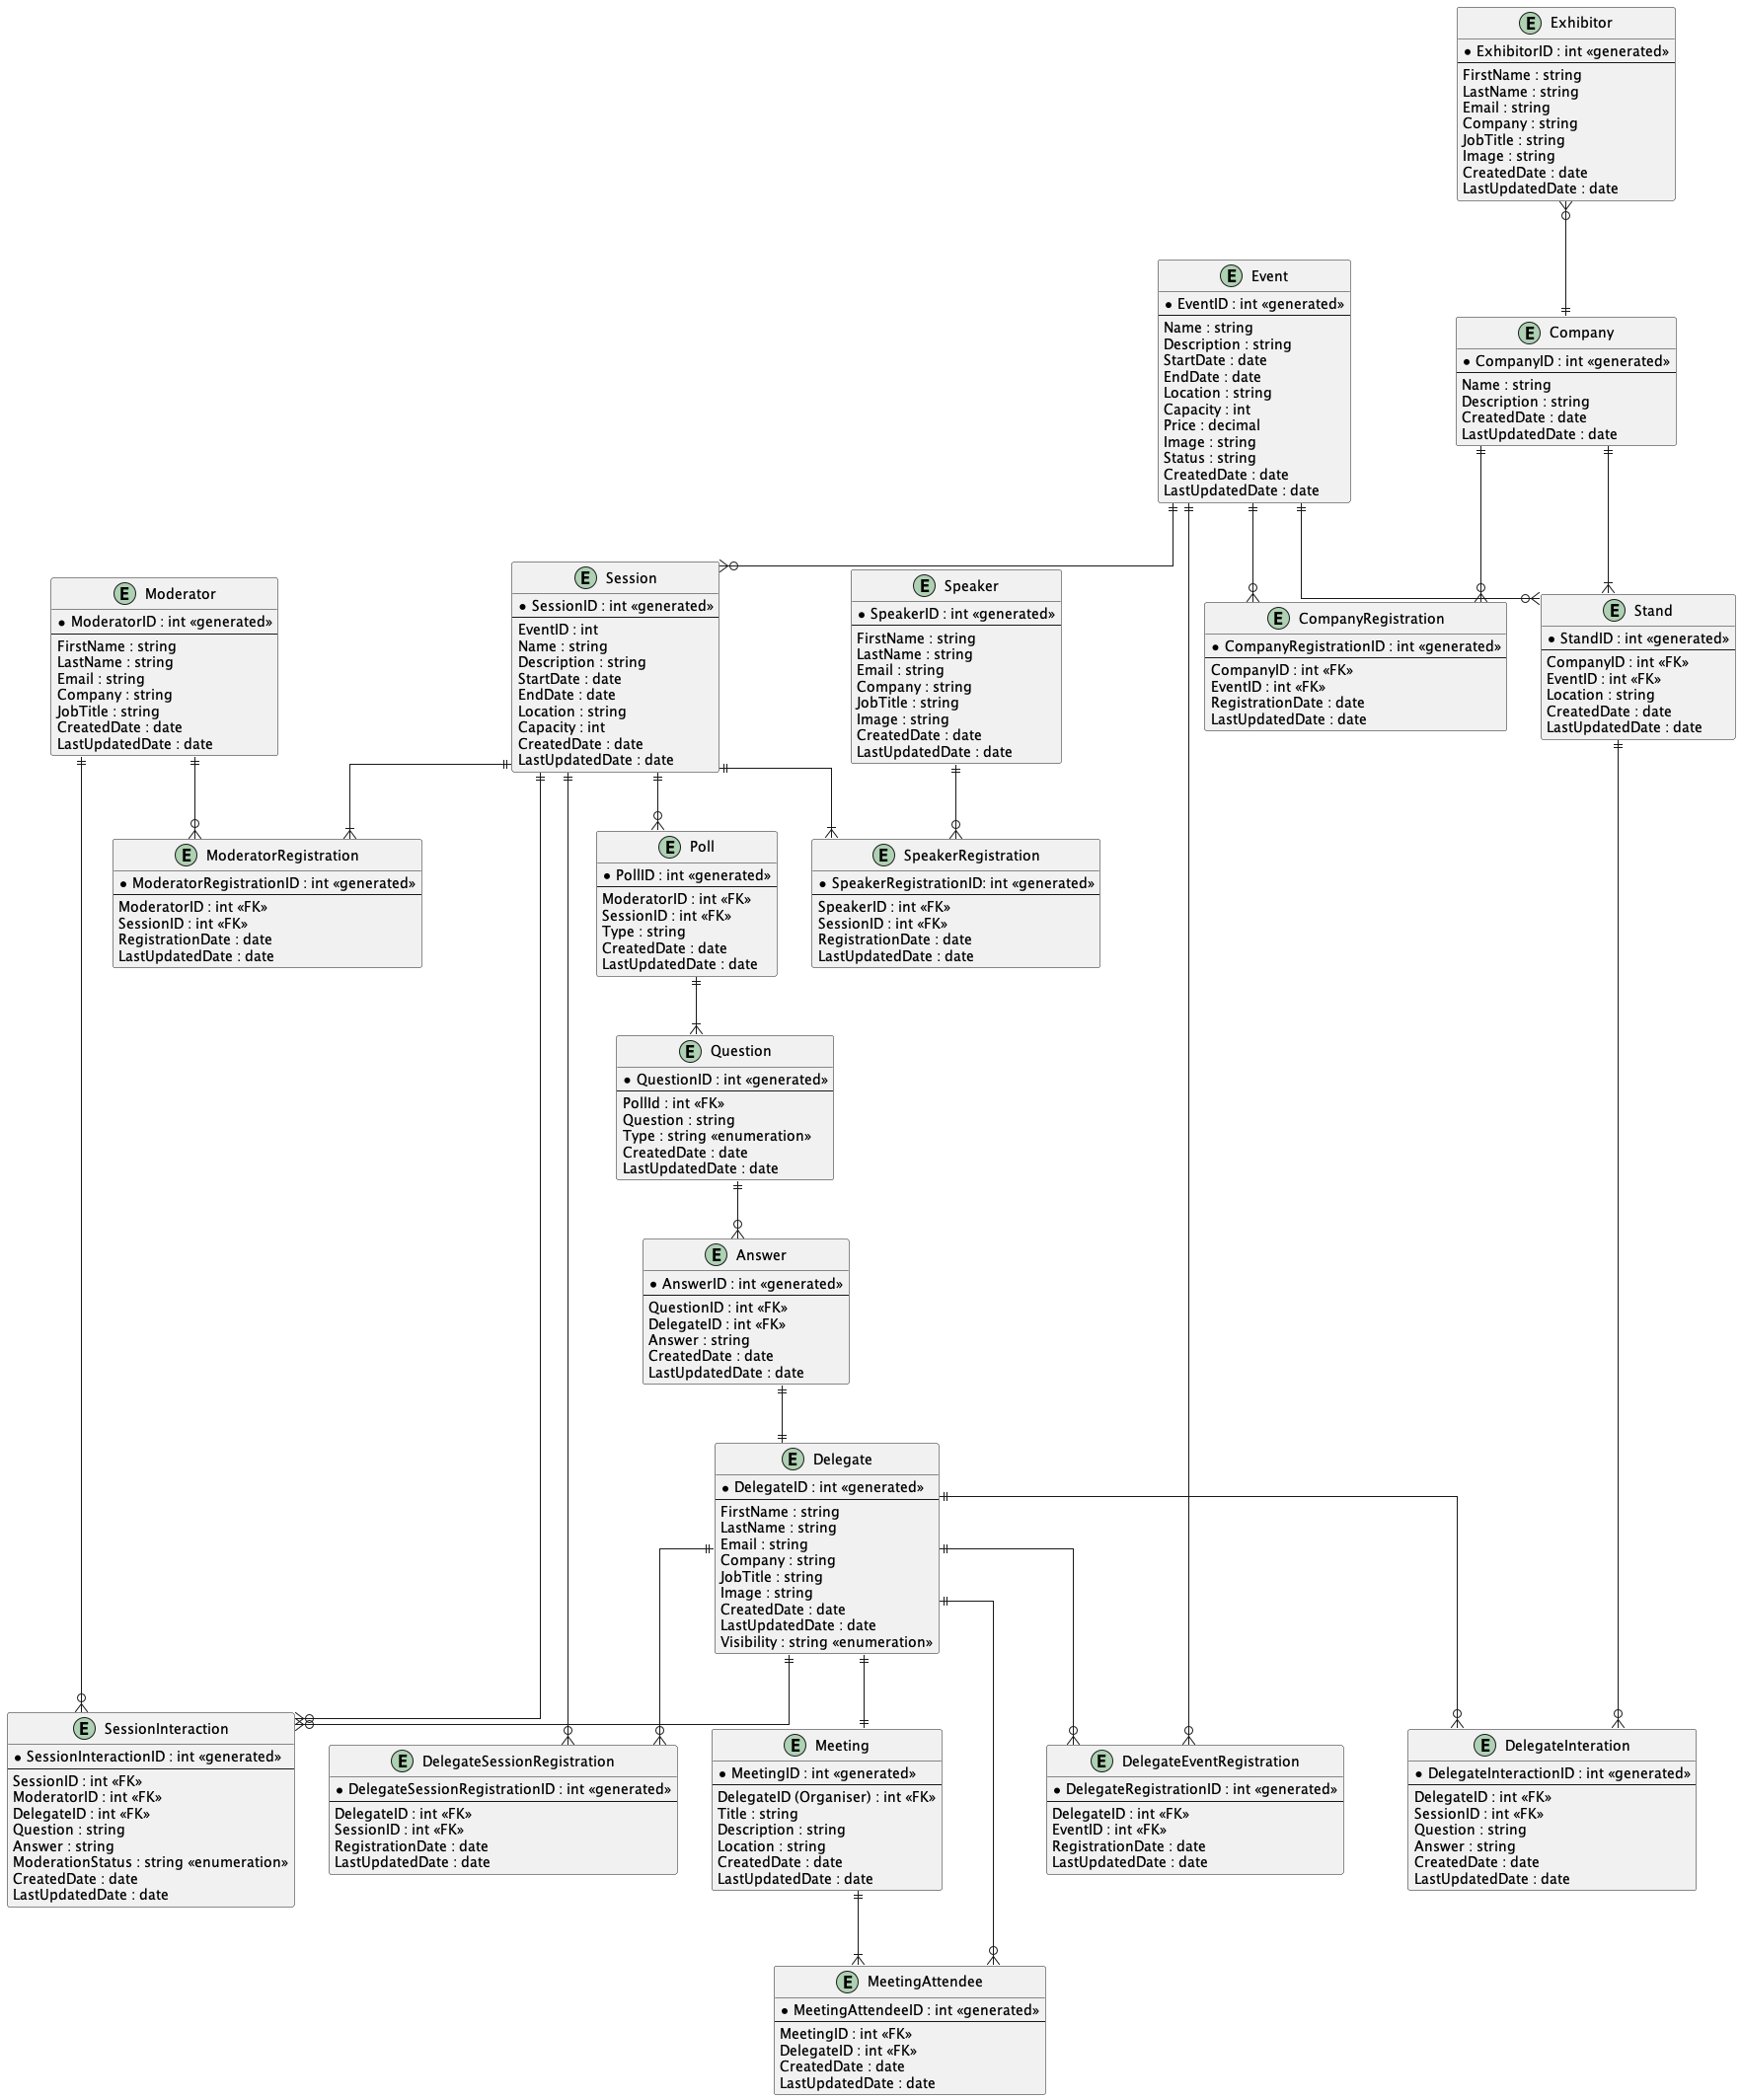 E Exhibitor
* ExhibitorID : int «generated»
FirstName : string
LastName : string
Email : string
Company : string
JobTitle : string
Image : string
CreatedDate : date
LastUpdatedDate : date
E Event
* EventID : int «generated»
Name : string
Description : string
StartDate : date
EndDate : date
Location : string
Capacity : int
Price : decimal
Image : string
Status : string
CreatedDate : date
LastUpdatedDate : date
E Company
* CompanyID : int «generated»
Name : string
Description : string
CreatedDate : date
LastUpdatedDate : date
E Moderator
* ModeratorID : int «generated»
FirstName : string
LastName : string
Email : string
Company : string
JobTitle : string
CreatedDate : date
LastUpdatedDate : date
E Session
* SessionID : int «generated»
EventID : int
Name : string
Description : string
StartDate : date
EndDate : date
Location : string
Capacity : int
CreatedDate : date
LastUpdatedDate : date
E Speaker
* SpeakerID : int «generated»
FirstName : string
LastName : string
Email : string
Company : string
JobTitle : string
Image : string
CreatedDate : date
LastUpdatedDate : date
E CompanyRegistration
* CompanyRegistrationID : int «generated»
CompanyID : int «FK»
EventID : int «FK»
RegistrationDate : date
LastUpdatedDate : date
E Stand
* StandID : int «generated»
CompanyID : int «FK»
EventID : int «FK»
Location : string
CreatedDate : date
LastUpdatedDate : date
E ModeratorRegistration
* ModeratorRegistrationID : int «generated»
ModeratorID : int «FK»
SessionID : int «FK»
RegistrationDate : date
LastUpdatedDate : date
E Poll
* PollID : int «generated»
ModeratorID : int «FK»
SessionID : int «FK»
Type : string
CreatedDate : date
LastUpdatedDate : date
E SpeakerRegistration
* SpeakerRegistrationID: int «generated»
SpeakerID : int «FK»
SessionID : int «FK»
RegistrationDate : date
LastUpdatedDate : date
E Question
* QuestionID : int «generated»
PollId : int «FK»
Question : string
Type : string «enumeration»
CreatedDate : date
LastUpdatedDate : date
E Answer
* AnswerID : int «generated»
QuestionID : int «FK»
DelegateID : int «FK»
Answer : string
CreatedDate : date
LastUpdatedDate : date
E Delegate
* DelegateID : int «generated»
FirstName : string
LastName : string
Email : string
Company : string
JobTitle : string
Image : string
CreatedDate : date
LastUpdatedDate : date
Visibility : string «enumeration»
E SessionInteraction
* SessionInteractionID : int «generated»
SessionID : int «FK»
ModeratorID : int «FK»
DelegateID : int «FK»
Question : string
Answer : string
ModerationStatus : string «enumeration»
CreatedDate : date
LastUpdatedDate : date
E DelegateSessionRegistration
* DelegateSessionRegistrationID : int «generated»
DelegateID : int «FK»
SessionID : int «FK»
RegistrationDate : date
LastUpdatedDate : date
E Meeting
* MeetingID : int «generated»
DelegateID (Organiser) : int «FK»
Title : string
Description : string
Location : string
CreatedDate : date
LastUpdatedDate : date
E DelegateEventRegistration
* DelegateRegistrationID : int «generated»
DelegateID : int «FK»
EventID : int «FK»
RegistrationDate : date
LastUpdatedDate : date
E DelegateInteration
* DelegateInteractionID : int «generated»
DelegateID : int «FK»
SessionID : int «FK»
Question : string
Answer : string
CreatedDate : date
LastUpdatedDate : date
E MeetingAttendee
* MeetingAttendeeID : int «generated»
MeetingID : int «FK»
DelegateID : int «FK»
CreatedDate : date
LastUpdatedDate : date